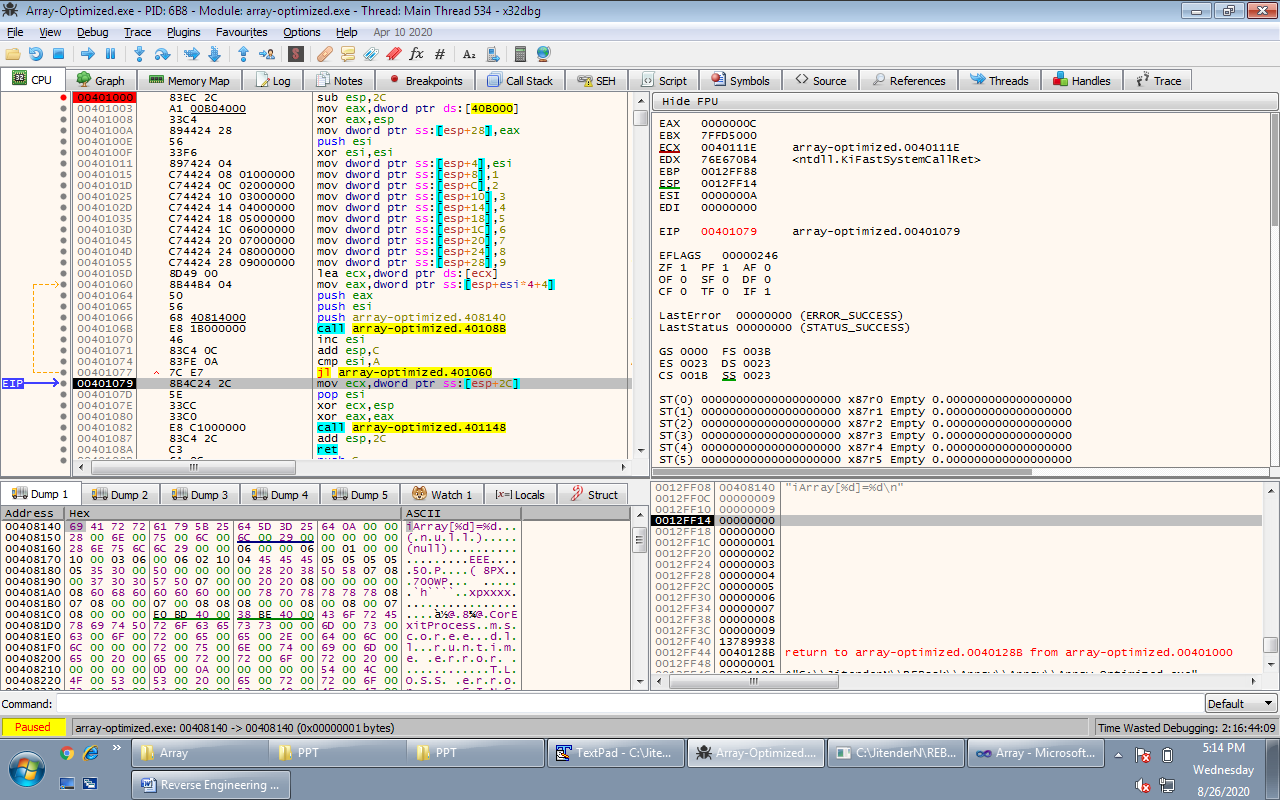 Array-Optimized.exe - PID: 6B8 - Module: array-optimized.exe - Thread: Main Thread 534 - x32dbg
File View Debug Trace Plugins Favourites Options Help Apr 10 2020
CPU Graph Memory Map Log Notes Breakpoints Call Stack SEH Script Symbols Source References Threads Handles Trace
00401000 83EC 2C sub esp,2C
00401003 A1 00B04000 mov eax,dword ptr ds:[40B000]
00401008 33C4 xor eax,esp
0040100A 894424 28 mov dword ptr ss:[esp+28],eax
0040100E 56 push esi
0040100F 33F6 xor esi,esi
00401011 897424 04 mov dword ptr ss:[esp+4],esi
00401015 C74424 08 01000000 mov dword ptr ss:[esp+8],1
0040101D C74424 0C 02000000 mov dword ptr ss:[esp+C],2
00401025 C74424 10 03000000 mov dword ptr ss:[esp+10],3
0040102D C74424 14 04000000 mov dword ptr ss:[esp+14],4
00401035 C74424 18 05000000 mov dword ptr ss:[esp+18],5
0040103D C74424 1C 06000000 mov dword ptr ss:[esp+1C],6
00401045 C74424 20 07000000 mov dword ptr ss:[esp+20],7
0040104D C74424 24 08000000 mov dword ptr ss:[esp+24],8
00401055 C74424 28 09000000 mov dword ptr ss:[esp+28],9
0040105D 8D49 00 lea ecx,dword ptr ds:[ecx]
00401060 8B44B4 04 mov eax,dword ptr ss:[esp+esi*4+4]
00401064 50 push eax
00401065 56 push esi
00401066 68 40814000 push array-optimized.408140
0040106B E8 1B000000 call array-optimized.40108B
00401070 46 inc esi
00401071 83C4 0C add esp,C
00401074 83FE 0A cmp esi,A
00401077 7C E7 jl array-optimized.401060
EIP 00401079 8B4C24 2C mov ecx,dword ptr ss:[esp+2C]
0040107D 5E pop esi
0040107E 33CC xor ecx,esp
00401080 33C0 xor eax,eax
00401082 E8 C1000000 call array-optimized.401148
00401087 83C4 2C add esp,2C
0040108A C3 ret
Hide FPU
EAX 0000000C
EBX 7FFD5000
ECX 0040111E array-optimized.0040111E
EDX 76E670B4 <ntdll.KiFastSystemCallRet>
EBP 0012FF88
ESP 0012FF14
ESI 0000000A
EDI 00000000
EIP 00401079 array-optimized.00401079
EFLAGS 00000246
ZF 1 PF 1 AF 0
OF 0 SF 0 DF 0
CF 0 TF 0 IF 1
LastError 00000000 (ERROR_SUCCESS)
LastStatus 00000000 (STATUS_SUCCESS)
GS 0000 FS 003B
ES 0023 DS 0023
CS 001B SS 0023
ST(0) 00000000000000000000 x87r0 Empty 0.000000000000000000
ST(1) 00000000000000000000 x87r1 Empty 0.000000000000000000
ST(2) 00000000000000000000 x87r2 Empty 0.000000000000000000
ST(3) 00000000000000000000 x87r3 Empty 0.000000000000000000
ST(4) 00000000000000000000 x87r4 Empty 0.000000000000000000
ST(5) 00000000000000000000 x87r5 Empty 0.000000000000000000
Dump 1 Dump 2 Dump 3 Dump 4 Dump 5 Watch 1 Locals Struct
Address Hex ASCII
00408140 69 41 72 72 61 79 5B 25 64 5D 3D 25 64 0A 00 00 iArray[%d]=%d...
00408150 28 00 6E 00 75 00 6C 00 6C 00 29 00 00 00 00 00 (.n.u.l.l.).....
00408160 28 6E 75 6C 6C 29 00 00 06 00 00 06 00 01 00 00 (null)..........
00408170 10 00 03 06 00 06 02 10 04 45 45 45 05 05 05 05 .........EEE....
00408180 05 35 30 00 50 00 00 00 00 28 20 38 50 58 07 08 .50.P....( 8PX..
00408190 00 37 30 30 57 50 07 00 00 20 20 08 00 00 00 00 .700WP... ......
004081A0 08 60 68 60 60 60 60 00 00 78 70 78 78 78 78 08 .`h````..xpxxxx.
004081B0 07 08 00 00 07 00 08 08 08 00 00 08 00 08 00 07 ................
004081C0 08 00 00 00 E0 BD 40 00 38 BE 40 00 43 6F 72 45 ....à½@.8¾@.CorE
004081D0 78 69 74 50 72 6F 63 65 73 73 00 00 6D 00 73 00 xitProcess..m.s.
004081E0 63 00 6F 00 72 00 65 00 65 00 2E 00 64 00 6C 00 c.o.r.e.e...d.l.
004081F0 6C 00 00 00 72 00 75 00 6E 00 74 00 69 00 6D 00 l...r.u.n.t.i.m.
00408200 65 00 20 00 65 00 72 00 72 00 6F 00 72 00 20 00 e. .e.r.r.o.r. .
00408210 00 00 00 00 0D 00 0A 00 00 00 00 00 54 00 4C 00 ............T.L.
00408220 4F 00 53 00 53 00 20 00 65 00 72 00 72 00 6F 00 O.S.S. .e.r.r.o.
0012FF08 00408140 "iArray[%d]=%d\n"
0012FF0C 00000009
0012FF10 00000009
0012FF14 00000000
0012FF18 00000000
0012FF1C 00000001
0012FF20 00000002
0012FF24 00000003
0012FF28 00000004
0012FF2C 00000005
0012FF30 00000006
0012FF34 00000007
0012FF38 00000008
0012FF3C 00000009
0012FF40 13789938
0012FF44 0040128B return to array-optimized.0040128B from array-optimized.00401000
0012FF48 00000001
Command: Default
Paused array-optimized.exe: 00408140 -> 00408140 (0x00000001 bytes) Time Wasted Debugging: 2:16:44:09
Array PPT PPT TextPad - C:\Jite... Array-Optimized.... C:\JitenderN\REB... Array - Microsoft... 5:14 PM
Wednesday
Reverse Engineering ... 8/26/2020